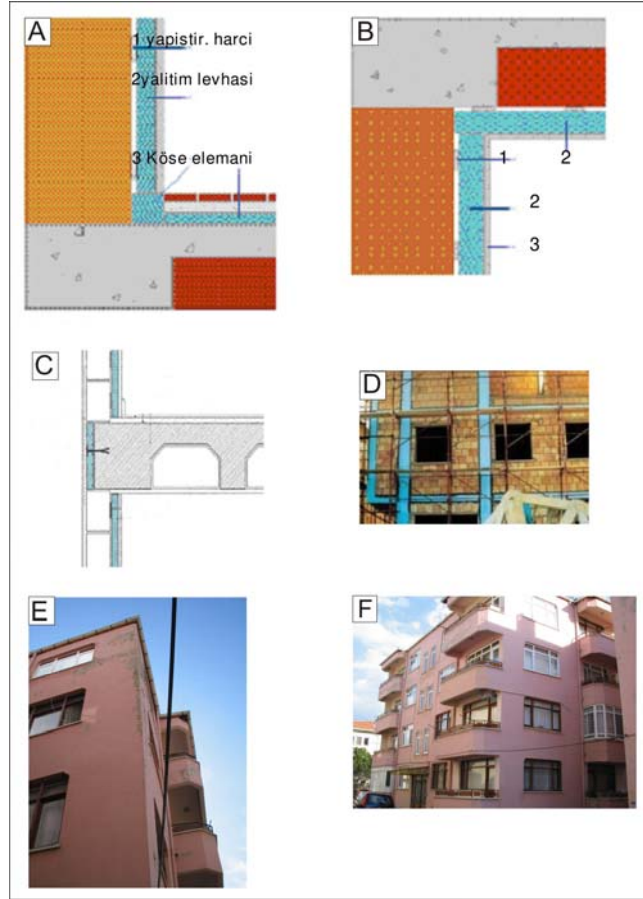 A
1 yapistir. harci
2yalitim levhasi
3 Köse elemani
B
1
2
2
3
C
D
E
F